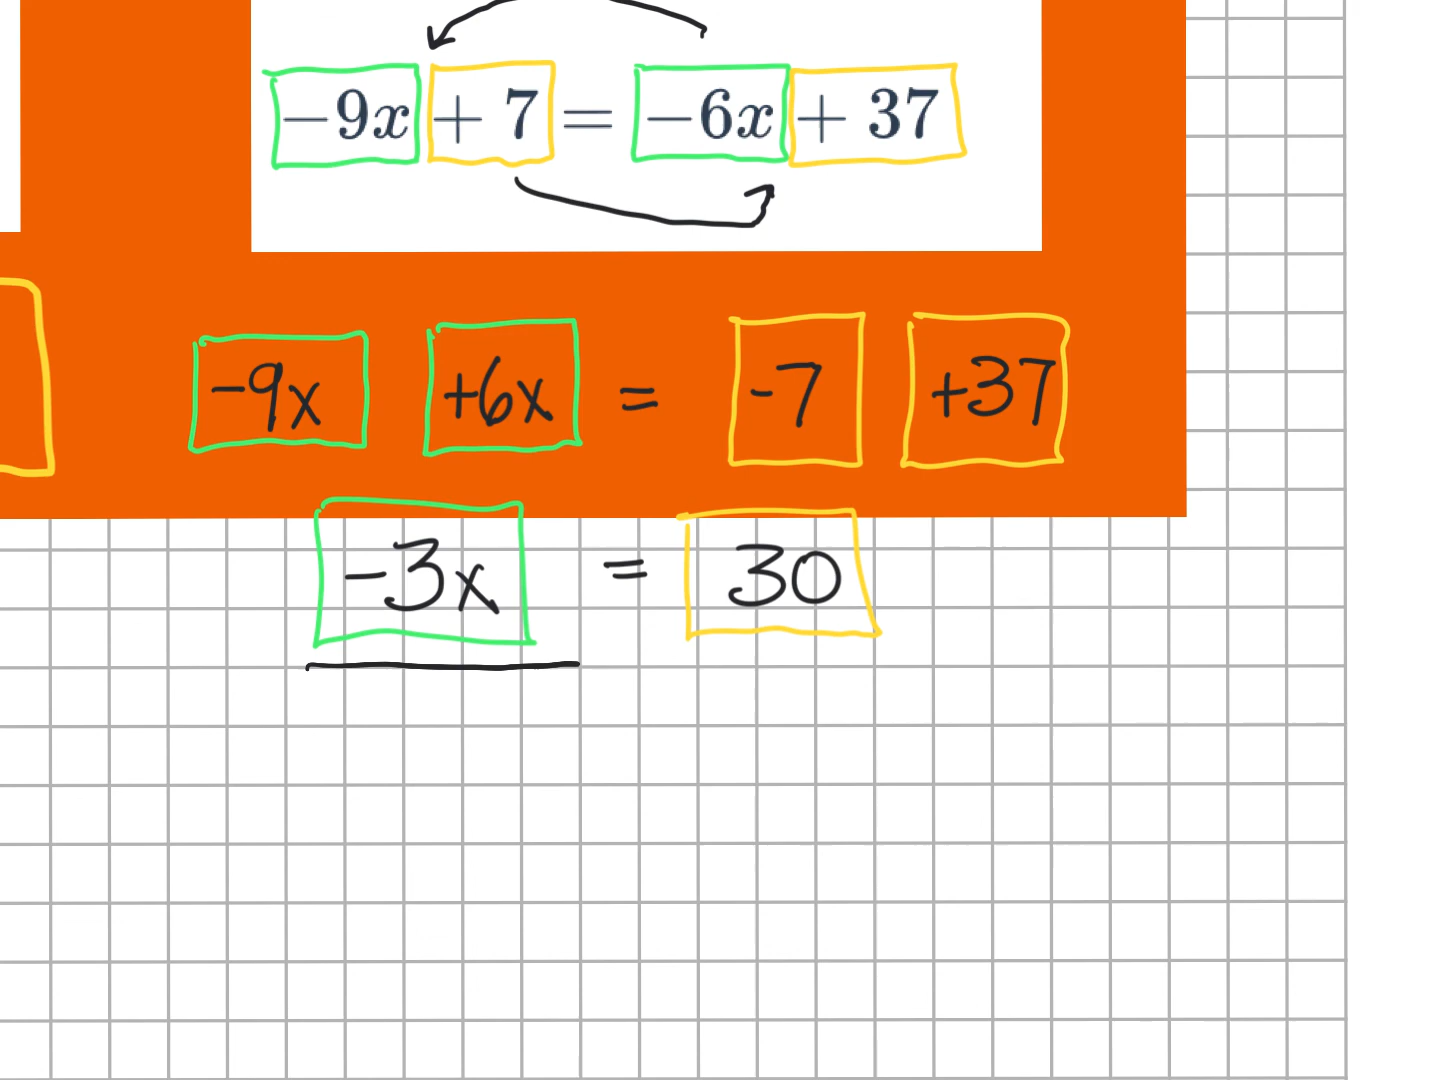 −9x + 7 = −6x + 37
-9x +6x = -7 +37
-3x = 30